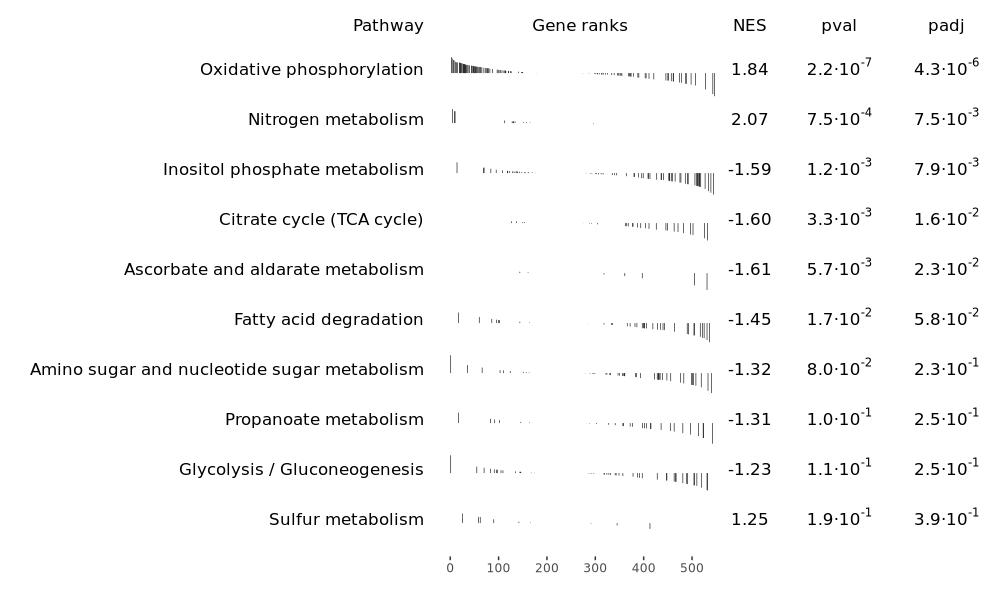 Pathway Gene ranks NES pval padj
Oxidative phosphorylation 1.84 2.2·10⁻⁷ 4.3·10⁻⁶
Nitrogen metabolism 2.07 7.5·10⁻⁴ 7.5·10⁻³
Inositol phosphate metabolism -1.59 1.2·10⁻³ 7.9·10⁻³
Citrate cycle (TCA cycle) -1.60 3.3·10⁻³ 1.6·10⁻²
Ascorbate and aldarate metabolism -1.61 5.7·10⁻³ 2.3·10⁻²
Fatty acid degradation -1.45 1.7·10⁻² 5.8·10⁻²
Amino sugar and nucleotide sugar metabolism -1.32 8.0·10⁻² 2.3·10⁻¹
Propanoate metabolism -1.31 1.0·10⁻¹ 2.5·10⁻¹
Glycolysis / Gluconeogenesis -1.23 1.1·10⁻¹ 2.5·10⁻¹
Sulfur metabolism 1.25 1.9·10⁻¹ 3.9·10⁻¹
0 100 200 300 400 500